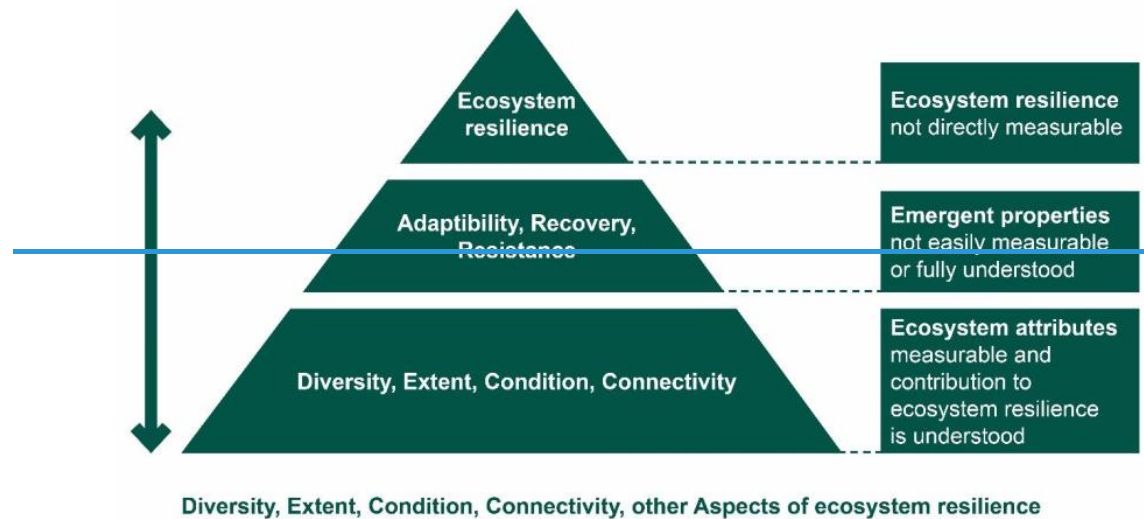 Ecosystem
resilience
Ecosystem resilience
not directly measurable
Adaptibility, Recovery,
Resistance
Emergent properties
not easily measurable
or fully understood
Diversity, Extent, Condition, Connectivity
Ecosystem attributes
measurable and
contribution to
ecosystem resilience
is understood
Diversity, Extent, Condition, Connectivity, other Aspects of ecosystem resilience